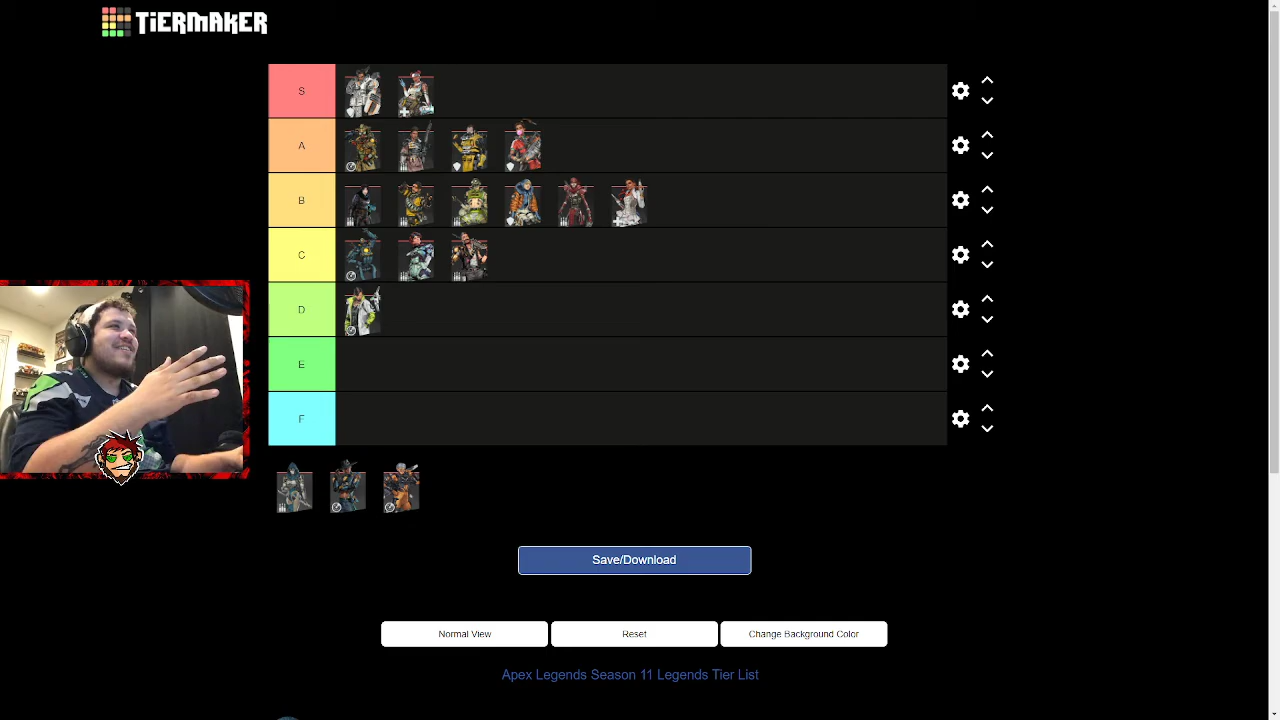 TiERMAKER
S
A
B
C
D
E
F
Save/Download
Normal View
Reset
Change Background Color
Apex Legends Season 11 Legends Tier List